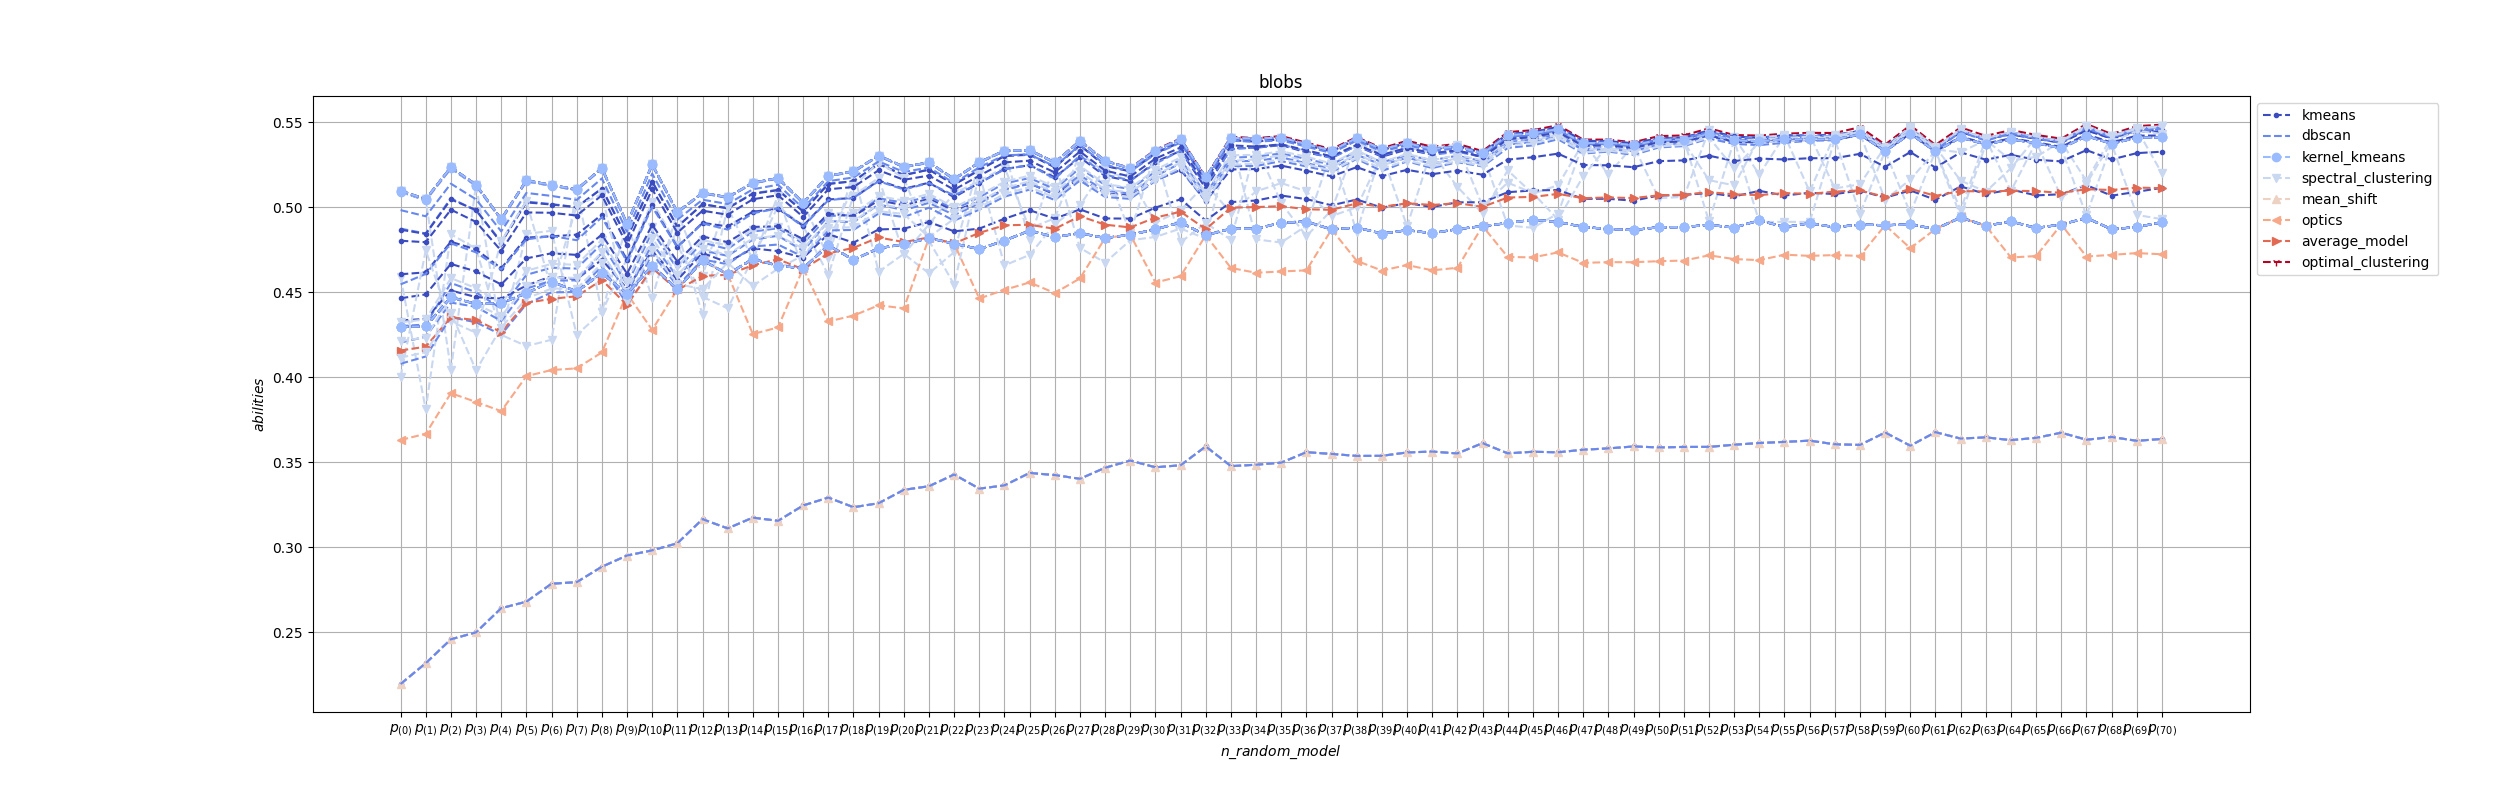 blobs
0.55
0.50
0.45
0.40
0.35
0.30
0.25
abilities
p(0) p(1) p(2) p(3) p(4) p(5) p(6) p(7) p(8) p(9) p(10) p(11) p(12) p(13) p(14) p(15) p(16) p(17) p(18) p(19) p(20) p(21) p(22) p(23) p(24) p(25) p(26) p(27) p(28) p(29) p(30) p(31) p(32) p(33) p(34) p(35) p(36) p(37) p(38) p(39) p(40) p(41) p(42) p(43) p(44) p(45) p(46) p(47) p(48) p(49) p(50) p(51) p(52) p(53) p(54) p(55) p(56) p(57) p(58) p(59) p(60) p(61) p(62) p(63) p(64) p(65) p(66) p(67) p(68) p(69) p(70)
n_random_model
kmeans
dbscan
kernel_kmeans
spectral_clustering
mean_shift
optics
average_model
optimal_clustering